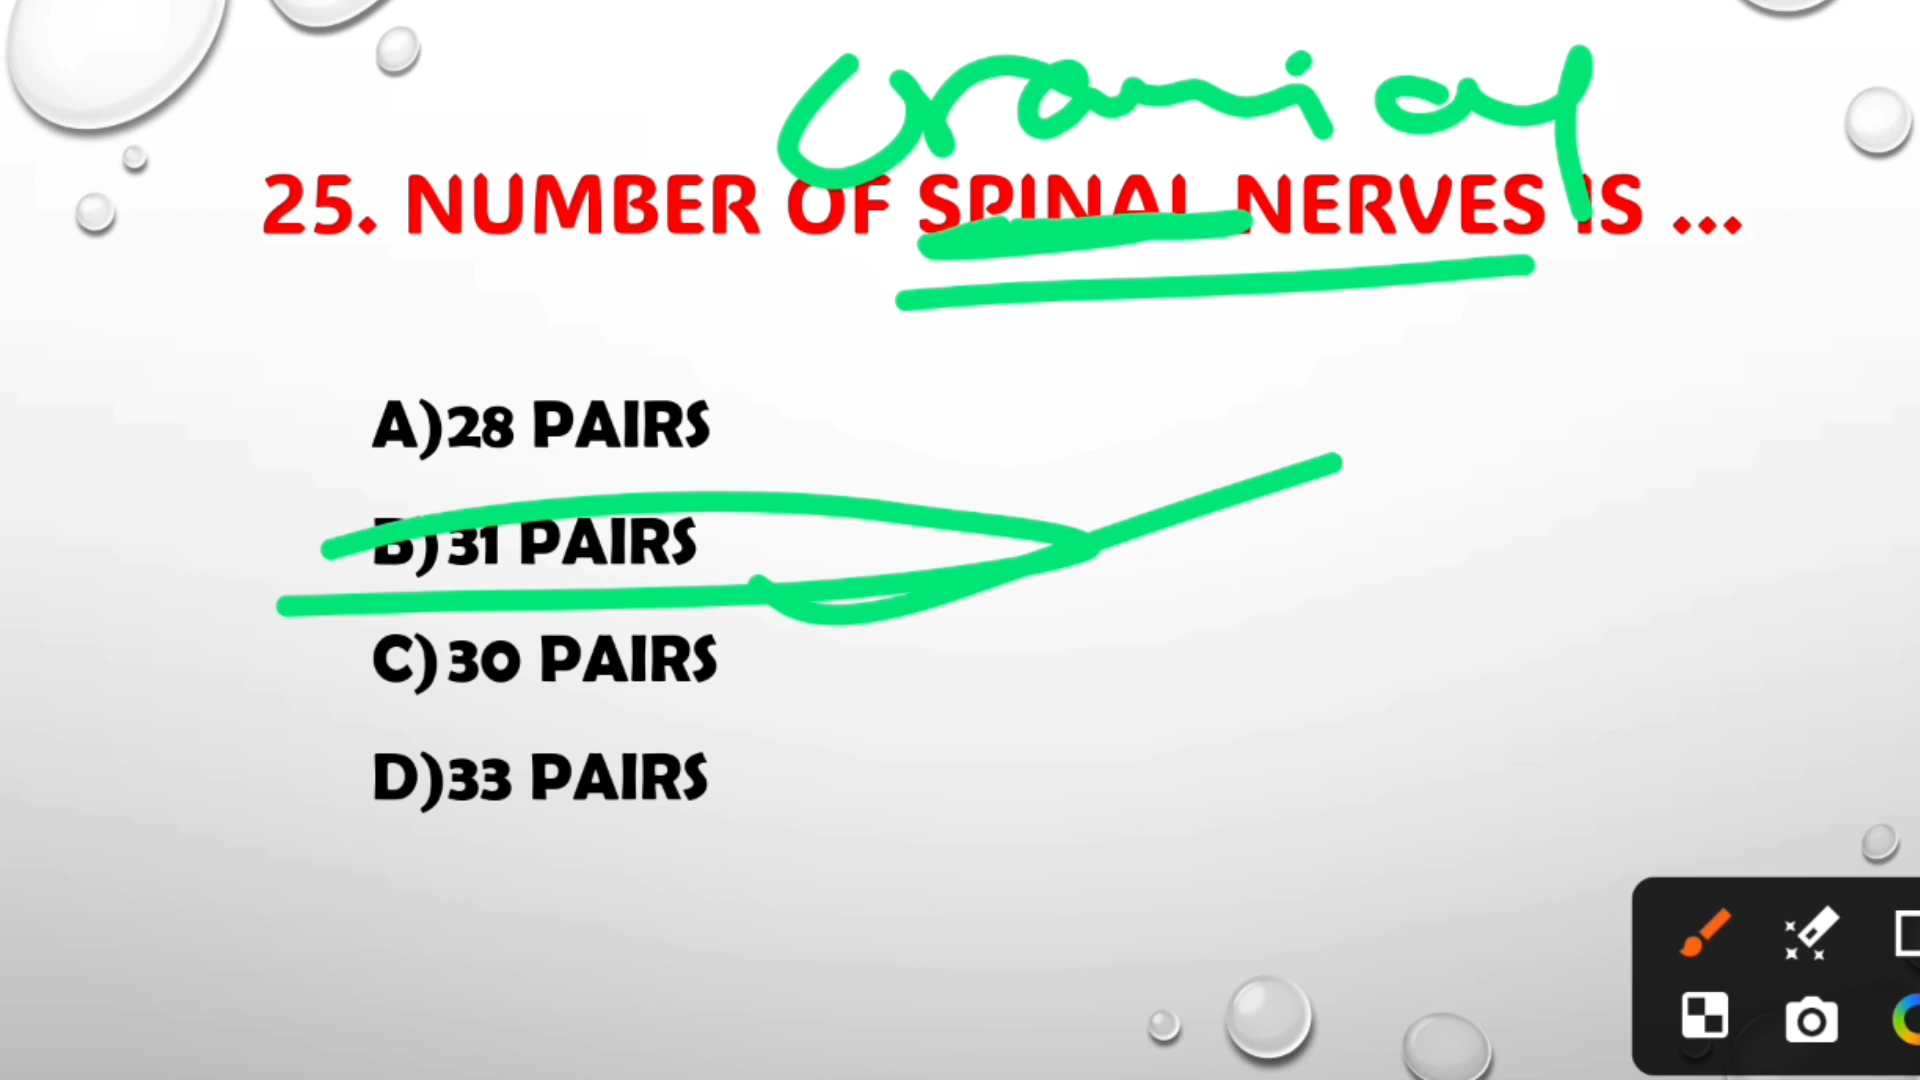 cranial
25. NUMBER OF SPINAL NERVES IS ...
A)28 PAIRS
B)31 PAIRS
C)30 PAIRS
D)33 PAIRS